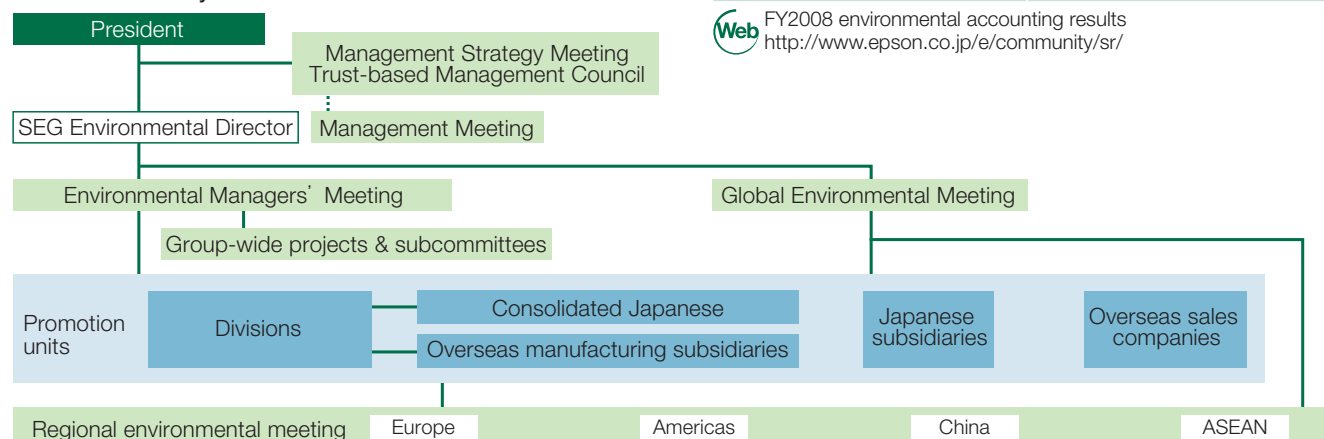 President
Web
FY2008 environmental accounting results
http://www.epson.co.jp/e/community/sr/
Management Strategy Meeting
Trust-based Management Council
SEG Environmental Director
Management Meeting
Environmental Managers' Meeting
Global Environmental Meeting
Group-wide projects & subcommittees
Promotion
units
Divisions
Consolidated Japanese
Overseas manufacturing subsidiaries
Japanese
subsidiaries
Overseas sales
companies
Regional environmental meeting
Europe
Americas
China
ASEAN